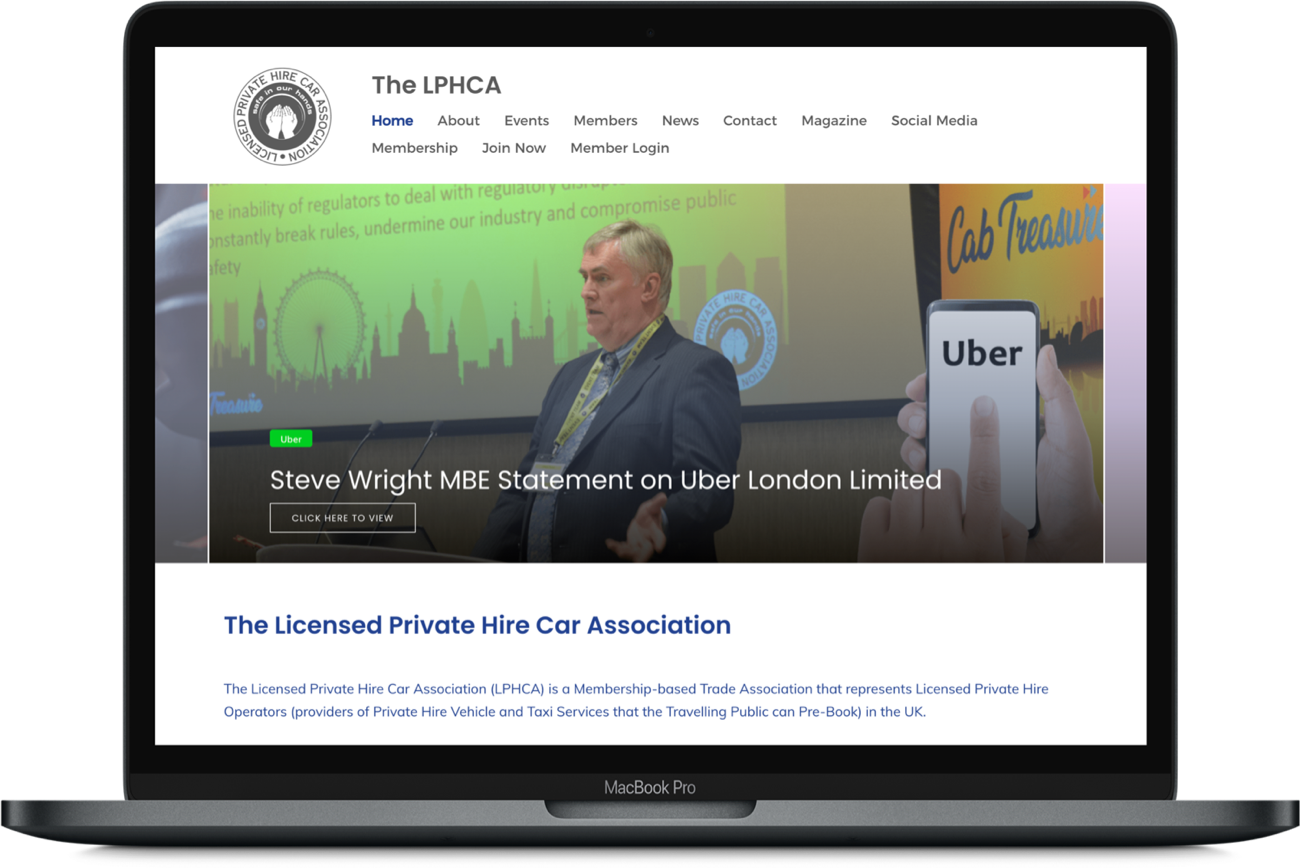 LICENSED PRIVATE HIRE CAR ASSOCIATION
safe in our hands
The LPHCA
Home About Events Members News Contact Magazine Social Media
Membership Join Now Member Login
he inability of regulators to deal with regulatory
onstantly break rules, undermine our industry and compromise public
afety
Cab Treasure
PRIVATE HIRE CAR ASSOCIATION
Uber
Treasure
Uber
Steve Wright MBE Statement on Uber London Limited
CLICK HERE TO VIEW
The Licensed Private Hire Car Association
The Licensed Private Hire Car Association (LPHCA) is a Membership-based Trade Association that represents Licensed Private Hire
Operators (providers of Private Hire Vehicle and Taxi Services that the Travelling Public can Pre-Book) in the UK.
MacBook Pro